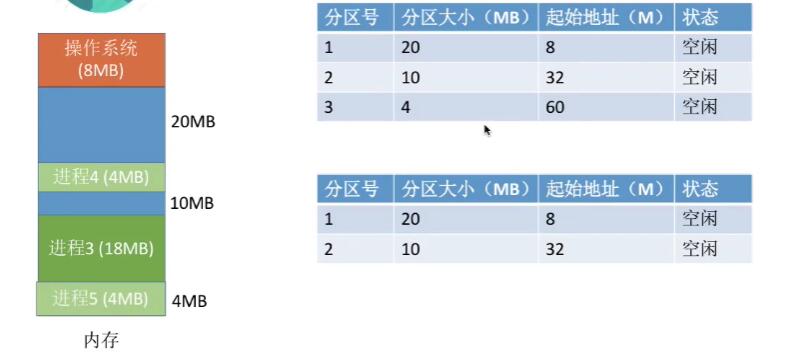 操作系统
(8MB)
20MB
进程4 (4MB)
10MB
进程3 (18MB)
进程5 (4MB)
4MB
内存
分区号 分区大小（MB） 起始地址（M） 状态
1 20 8 空闲
2 10 32 空闲
3 4 60 空闲
分区号 分区大小（MB） 起始地址（M） 状态
1 20 8 空闲
2 10 32 空闲